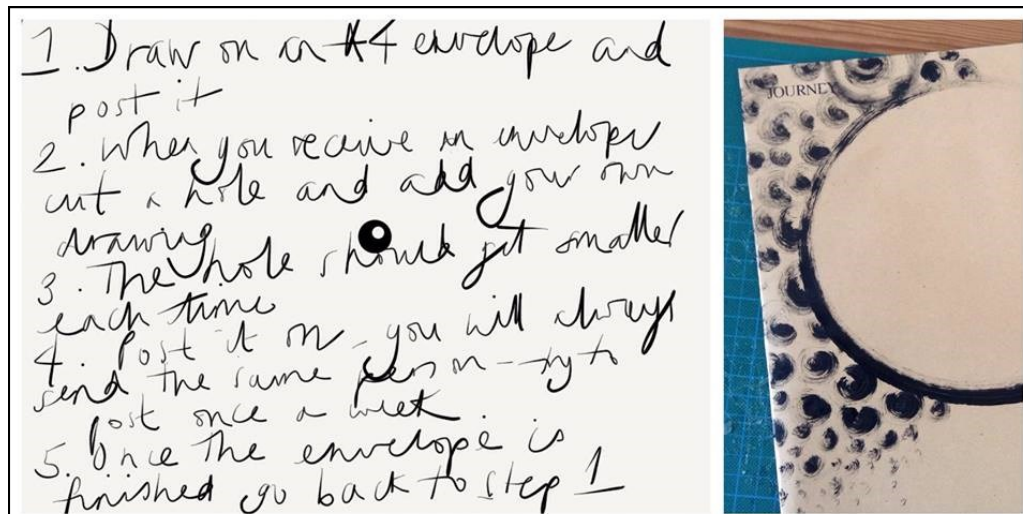 1. Draw on an A4 envelope and
post it
2. When you receive an envelope
cut a hole and add your own
drawing
3. The hole should get smaller
each time
4. Post it on - you will always
send the same person - try to
post once a week.
5. Once the envelope is
finished go back to step 1
JOURNEY